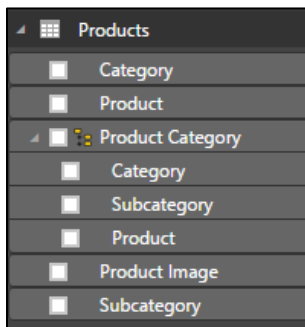 Products
Category
Product
Product Category
Category
Subcategory
Product
Product Image
Subcategory